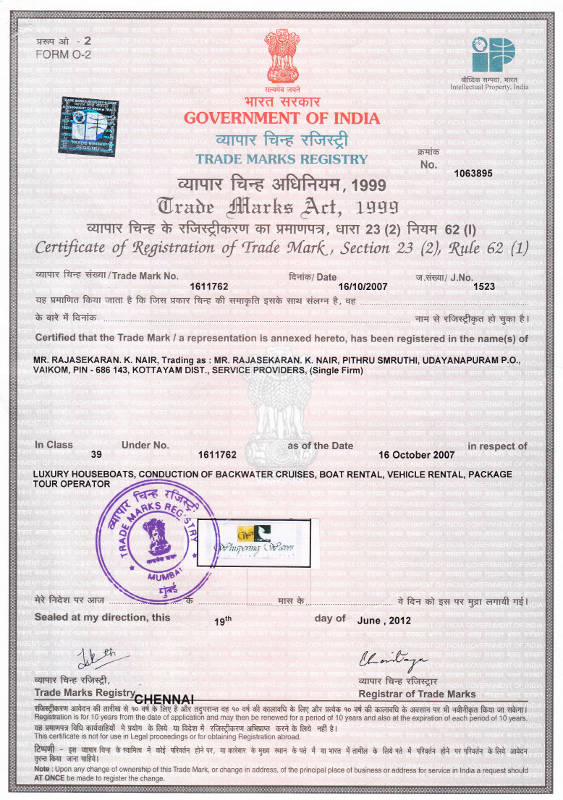 प्ररूप ओ - 2
FORM O-2
सत्यमेव जयते
बौद्धिक सम्पदा, भारत
Intellectual Property, India
भारत सरकार
GOVERNMENT OF INDIA
व्यापार चिन्ह रजिस्ट्री
TRADE MARKS REGISTRY
क्रमांक
No. 1063895
व्यापार चिन्ह अधिनियम, 1999
Trade Marks Act, 1999
व्यापार चिन्ह के रजिस्ट्रीकरण का प्रमाणपत्र, धारा 23 (2) नियम 62 (I)
Certificate of Registration of Trade Mark, Section 23 (2), Rule 62 (1)
व्यापार चिन्ह संख्या/Trade Mark No. 1611762 दिनांक/ Date 16/10/2007 ज.संख्या/ J.No. 1523
यह प्रमाणित किया जाता है कि जिस प्रकार चिन्ह की समाकृति इसके साथ संलग्न है, वह
के बारे में दिनांक नाम से रजिस्ट्रीकृत हो चुका है।
Certified that the Trade Mark / a representation is annexed hereto, has been registered in the name(s) of
MR. RAJASEKARAN. K. NAIR, Trading as : MR. RAJASEKARAN. K. NAIR, PITHRU SMRUTHI, UDAYANAPURAM P.O.,
VAIKOM, PIN - 686 143, KOTTAYAM DIST., SERVICE PROVIDERS, (Single Firm)
In Class 39 Under No. 1611762 as of the Date 16 October 2007 in respect of
LUXURY HOUSEBOATS, CONDUCTION OF BACKWATER CRUISES, BOAT RENTAL, VEHICLE RENTAL, PACKAGE
TOUR OPERATOR
व्यापार चिन्ह रजिस्ट्री
TRADE MARKS REGISTRY
MUMBAI
मुंबई
Whispering Waves
मेरे निदेश पर आज के मास के वे दिन को इस पर मुद्रा लगायी गई।
Sealed at my direction, this 19th day of June , 2012
व्यापार चिन्ह रजिस्ट्री,
Trade Marks Registry CHENNAI
व्यापार चिन्ह रजिस्ट्रार
Registrar of Trade Marks
रजिस्ट्रीकरण आवेदन की तारीख से १० वर्ष के लिए है और तदुपरान्त वह १० वर्ष की कालावधि के लिए और प्रत्येक १० वर्ष की कालावधि के अवसान पर भी नवीनीकृत किया जा सकेगा।
Registration is for 10 years from the date of application and may then be renewed for a period of 10 years and also at the expiration of each period of 10 years.
यह प्रमाणपत्र विधि कार्यवाहियों में प्रयोग के लिये या विदेश में रजिस्ट्रीकरण अभिप्राप्त करने के लिये नहीं है।
This certificate is not for use in Legal proceedings or for obtaining Registration abroad.
टिप्पणी - इस व्यापार चिन्ह के स्वामित्व में कोई परिवर्तन होने पर, या कारबार के मुख्य स्थान के पते में या भारत में तामील के लिये पते में परिवर्तन होने पर परिवर्तन के लिये आवेदन
तुरन्त किया जाना चाहिये।
Note : Upon any change of ownership of this Trade Mark, or change in address, of the principal place of business or address for service in India a request should
AT ONCE be made to register the change.